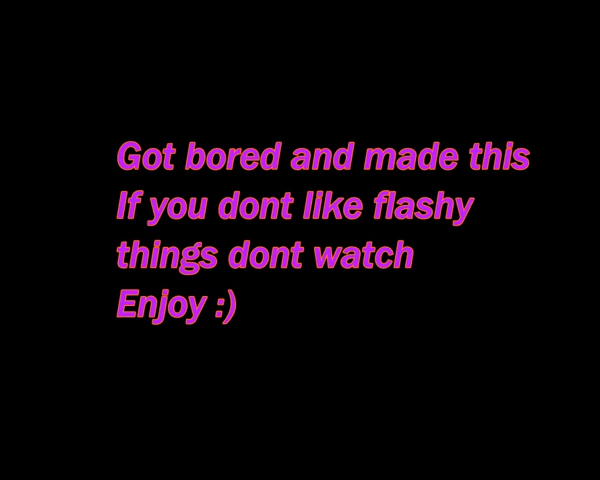 Got bored and made this
If you dont like flashy
things dont watch
Enjoy :)